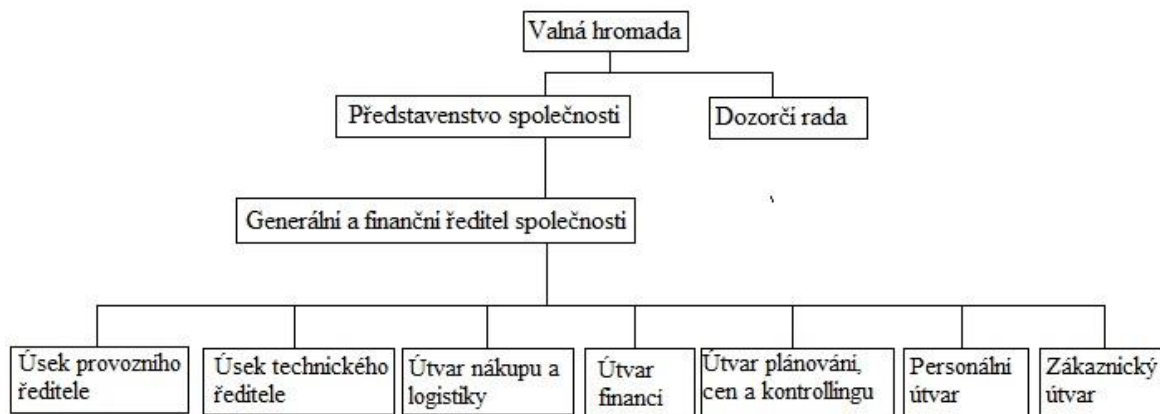 Valná hromada
Představenstvo společnosti
Dozorčí rada
Generální a finanční ředitel společnosti
Úsek provozního
ředitele
Úsek technického
ředitele
Útvar nákupu a
logistiky
Útvar
financí
Útvar plánování,
cen a kontrollingu
Personální
útvar
Zákaznický
útvar